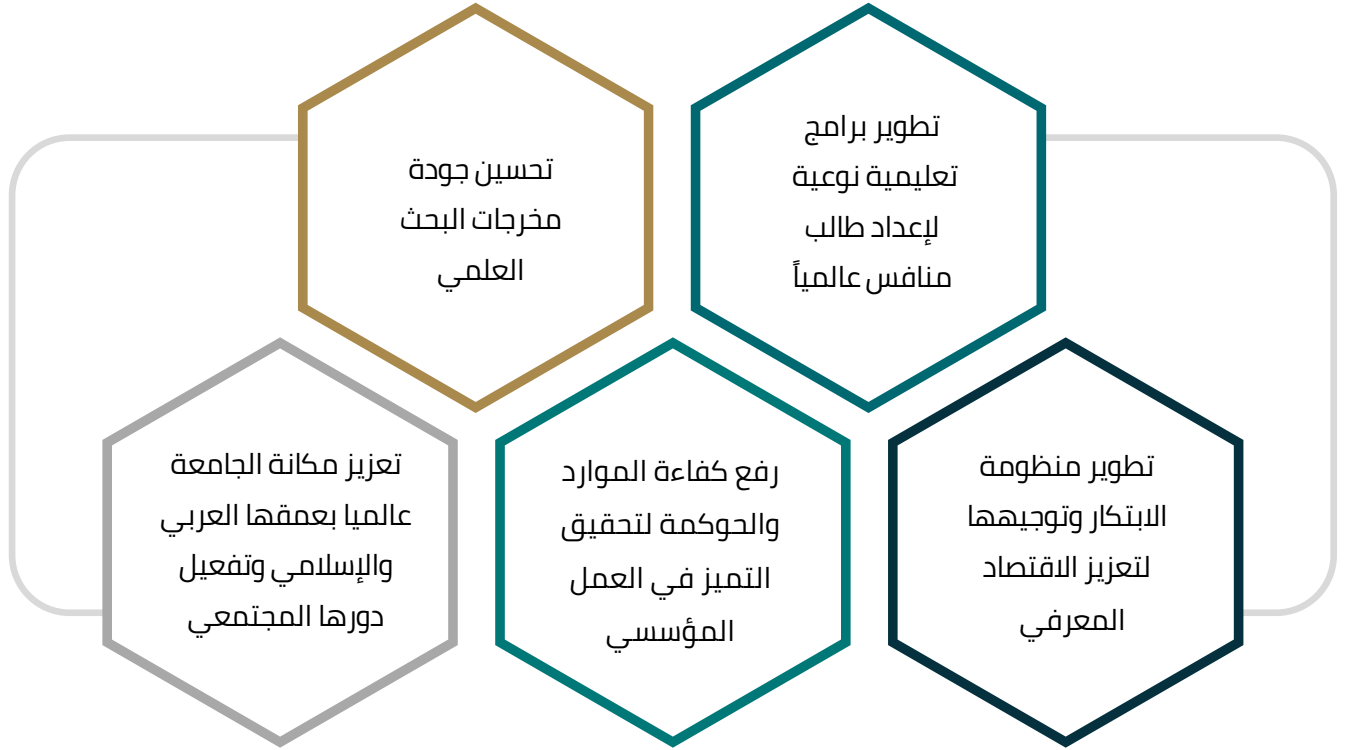 تطوير برامج
تعليمية نوعية
لإعداد طالب
منافس عالمياً
تحسين جودة
مخرجات البحث
العلمي
تطوير منظومة
الابتكار وتوجيهها
لتعزيز الاقتصاد
المعرفي
رفع كفاءة الموارد
والحوكمة لتحقيق
التميز في العمل
المؤسسي
تعزيز مكانة الجامعة
عالميا بعمقها العربي
والإسلامي وتفعيل
دورها المجتمعي